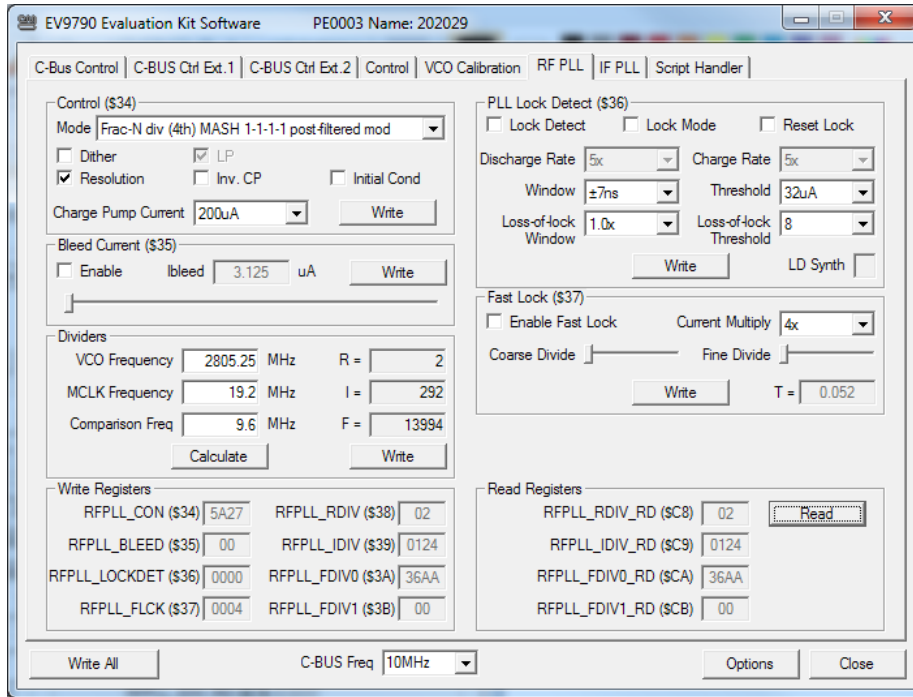 EV9790 Evaluation Kit Software PE0003 Name: 202029
C-Bus Control C-BUS Ctrl Ext.1 C-BUS Ctrl Ext.2 Control VCO Calibration RF PLL IF PLL Script Handler
Control ($34)
Mode Frac-N div (4th) MASH 1-1-1-1 post-filtered mod
Dither LP
Resolution Inv. CP Initial Cond
Charge Pump Current 200uA Write
Bleed Current ($35)
Enable Ibleed 3.125 uA Write
Dividers
VCO Frequency 2805.25 MHz R = 2
MCLK Frequency 19.2 MHz I = 292
Comparison Freq 9.6 MHz F = 13994
Calculate Write
Write Registers
RFPLL_CON ($34) 5A27 RFPLL_RDIV ($38) 02
RFPLL_BLEED ($35) 00 RFPLL_IDIV ($39) 0124
RFPLL_LOCKDET ($36) 0000 RFPLL_FDIV0 ($3A) 36AA
RFPLL_FLCK ($37) 0004 RFPLL_FDIV1 ($3B) 00
PLL Lock Detect ($36)
Lock Detect Lock Mode Reset Lock
Discharge Rate 5x Charge Rate 5x
Window ±7ns Threshold 32uA
Loss-of-lock Window 1.0x Loss-of-lock Threshold 8
Write LD Synth
Fast Lock ($37)
Enable Fast Lock Current Multiply 4x
Coarse Divide Fine Divide
Write T = 0.052
Read Registers
RFPLL_RDIV_RD ($C8) 02 Read
RFPLL_IDIV_RD ($C9) 0124
RFPLL_FDIV0_RD ($CA) 36AA
RFPLL_FDIV1_RD ($CB) 00
Write All C-BUS Freq 10MHz Options Close